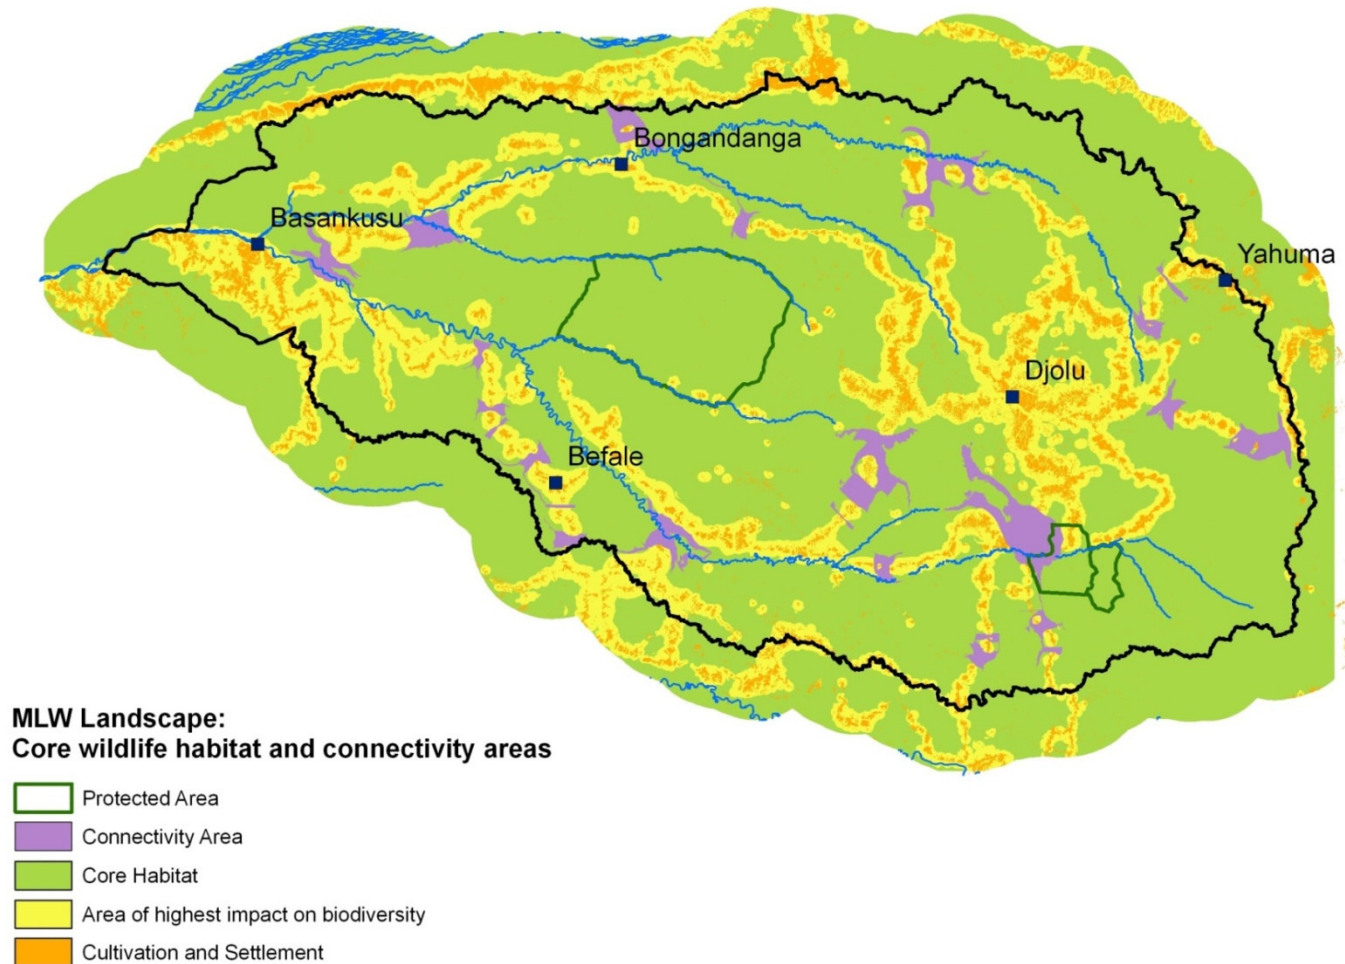 Bongandanga
Basankusu
Yahuma
Djolu
Befale
MLW Landscape:
Core wildlife habitat and connectivity areas
Protected Area
Connectivity Area
Core Habitat
Area of highest impact on biodiversity
Cultivation and Settlement